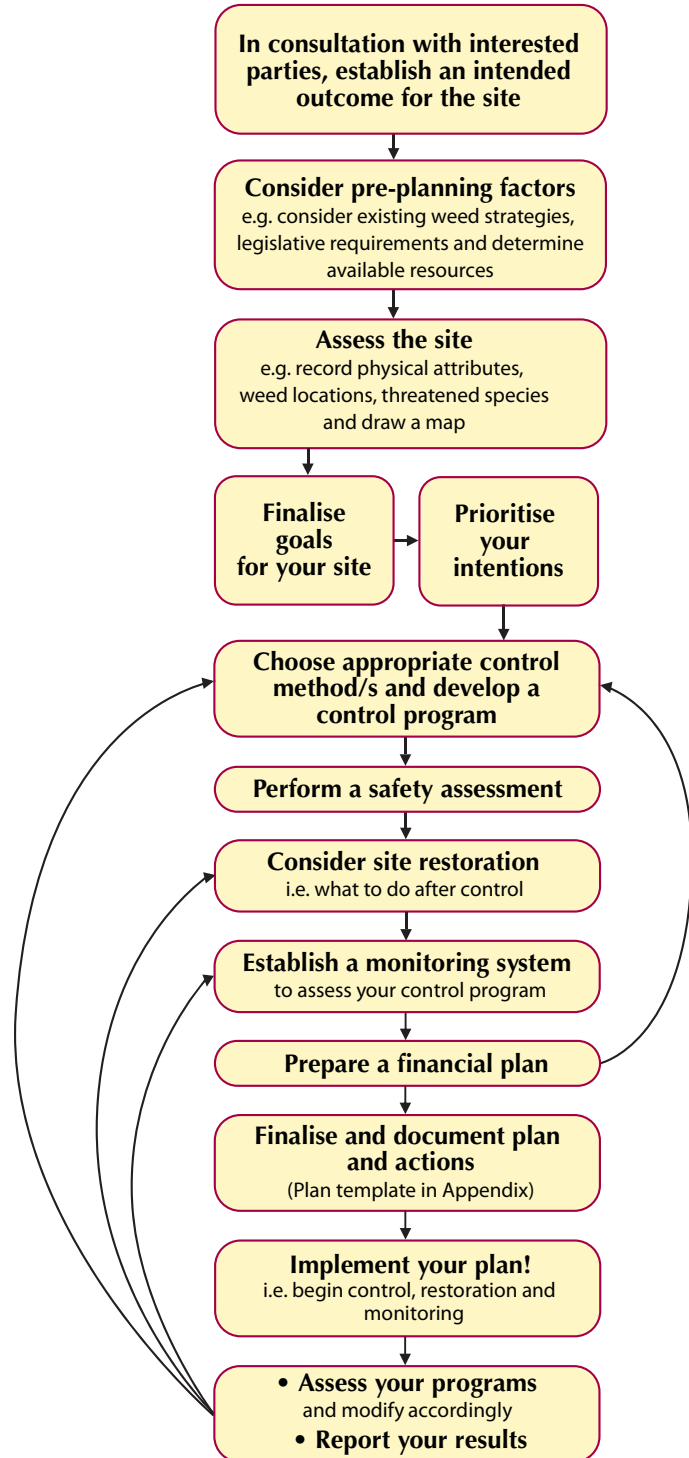 In consultation with interested
parties, establish an intended
outcome for the site
Consider pre-planning factors
e.g. consider existing weed strategies,
legislative requirements and determine
available resources
Assess the site
e.g. record physical attributes,
weed locations, threatened species
and draw a map
Finalise
goals
for your site
Prioritise
your
intentions
Choose appropriate control
method/s and develop a
control program
Perform a safety assessment
Consider site restoration
i.e. what to do after control
Establish a monitoring system
to assess your control program
Prepare a financial plan
Finalise and document plan
and actions
(Plan template in Appendix)
Implement your plan!
i.e. begin control, restoration and
monitoring
• Assess your programs
and modify accordingly
• Report your results